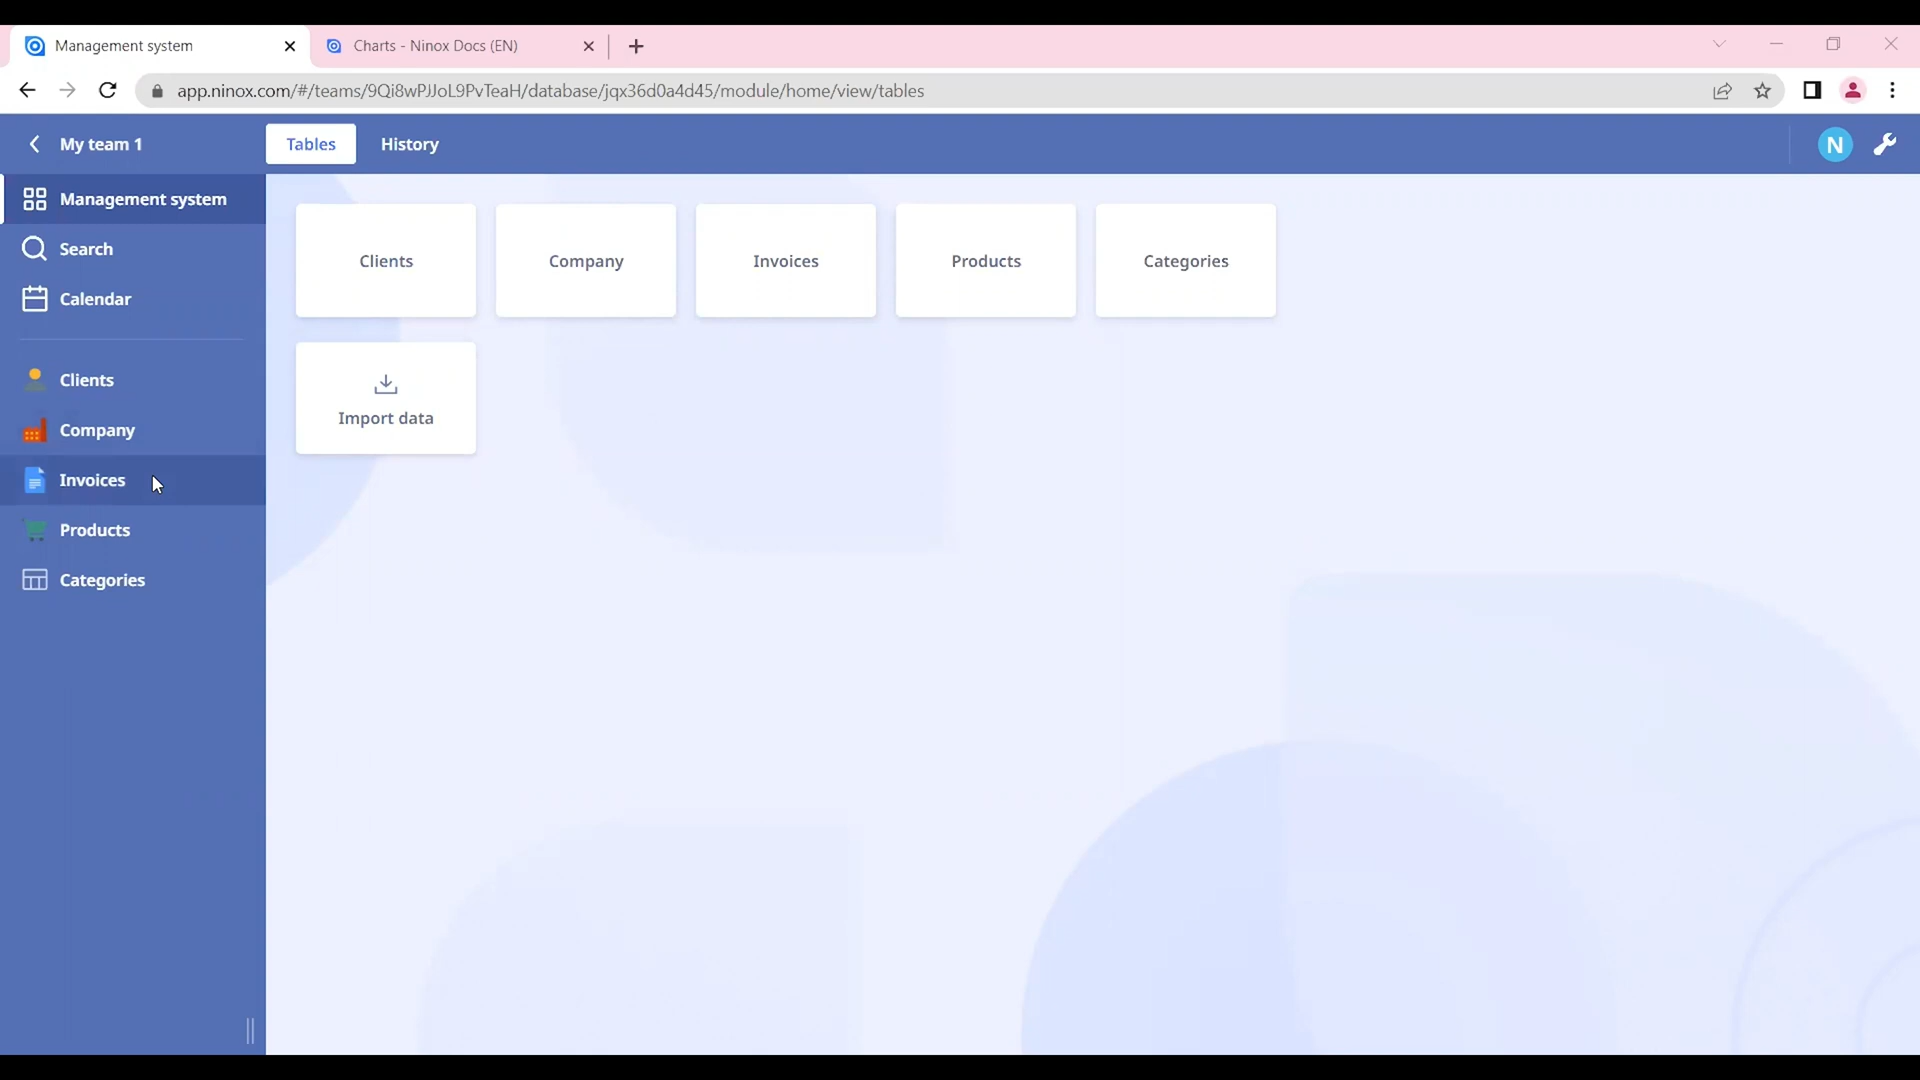 Management system
Charts - Ninox Docs (EN)
app.ninox.com/#/teams/9Qi8wPJJoL9PvTeaH/database/jqx36d0a4d45/module/home/view/tables
My team 1
Tables
History
N
Management system
Search
Calendar
Clients
Company
Invoices
Products
Categories
Clients
Company
Invoices
Products
Categories
Import data